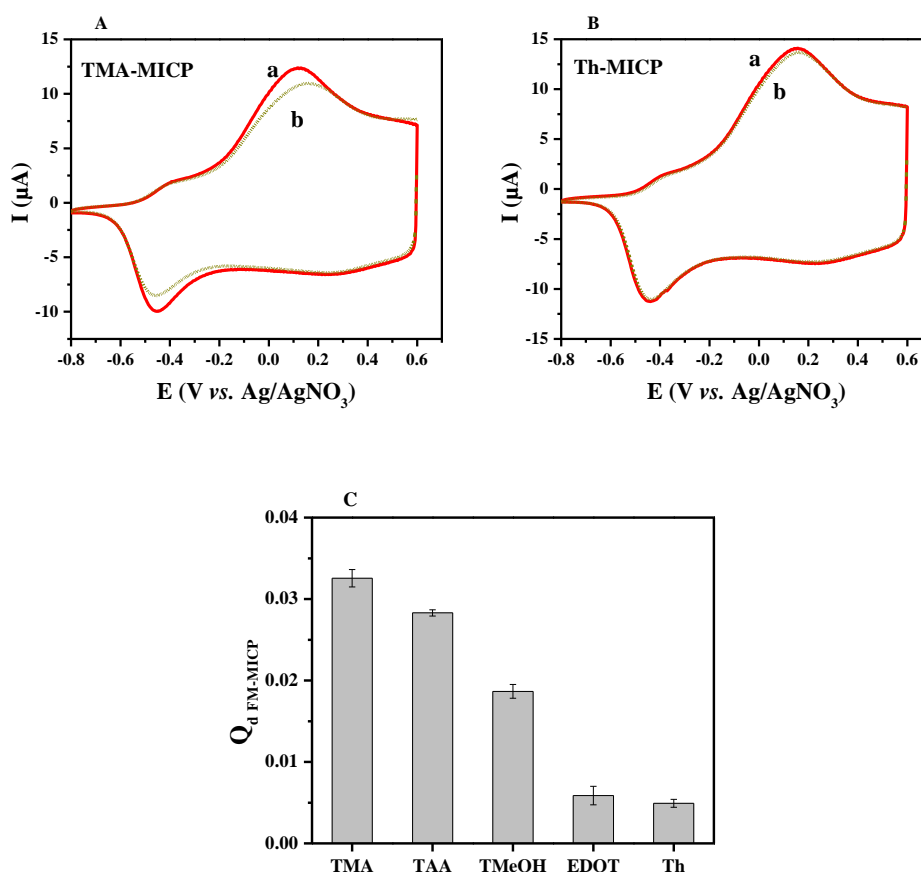 A
TMA-MICP
a
b
15
10
5
0
-5
-10
I (µA)
-0.8 -0.6 -0.4 -0.2 0.0 0.2 0.4 0.6
E (V vs. Ag/AgNO3)
B
Th-MICP
a
b
15
10
5
0
-5
-10
-15
I (µA)
-0.8 -0.6 -0.4 -0.2 0.0 0.2 0.4 0.6
E (V vs. Ag/AgNO3)
C
0.04
0.03
0.02
0.01
0.00
Qd FM-MICP
TMA TAA TMeOH EDOT Th